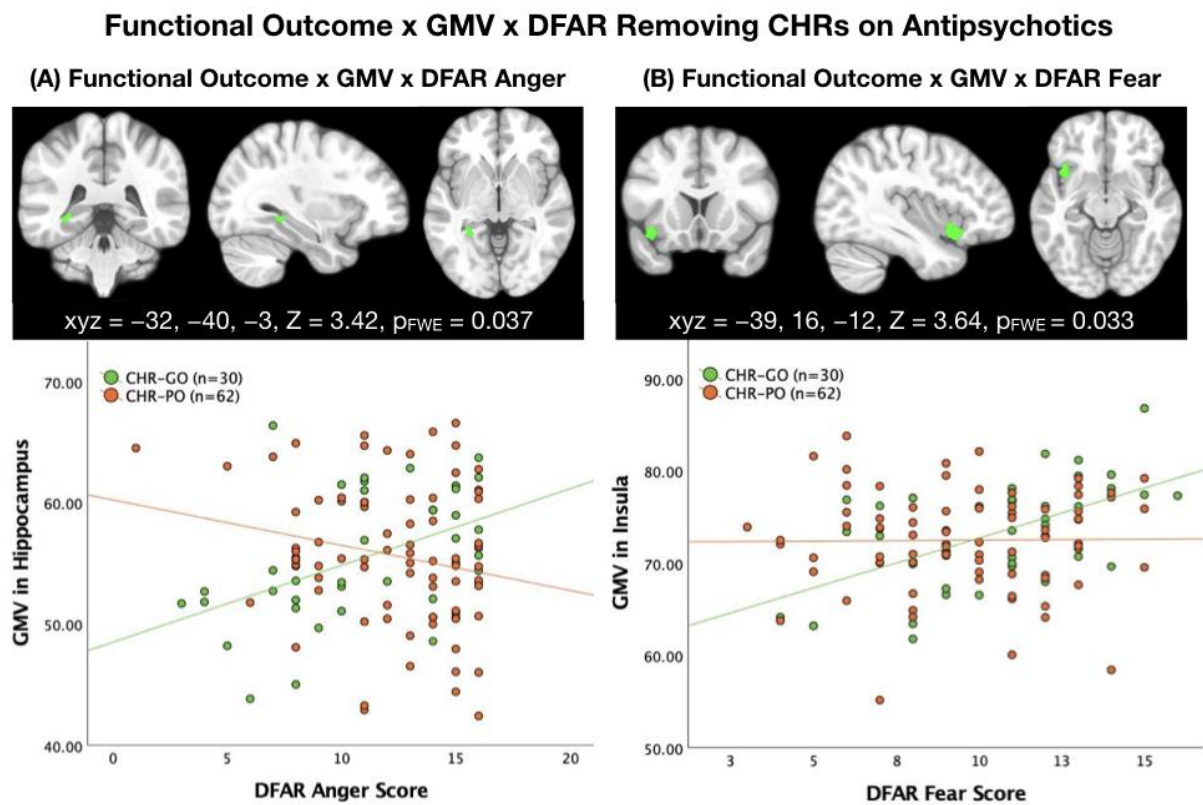 Functional Outcome x GMV x DFAR Removing CHRs on Antipsychotics
(A) Functional Outcome x GMV x DFAR Anger
xyz = −32, −40, −3, Z = 3.42, pFWE = 0.037
70.00
60.00
50.00
40.00
GMV in Hippocampus
CHR-GO (n=30)
CHR-PO (n=62)
0 5 10 15 20
DFAR Anger Score
(B) Functional Outcome x GMV x DFAR Fear
xyz = −39, 16, −12, Z = 3.64, pFWE = 0.033
90.00
80.00
70.00
60.00
50.00
GMV in Insula
CHR-GO (n=30)
CHR-PO (n=62)
3 5 8 10 13 15
DFAR Fear Score